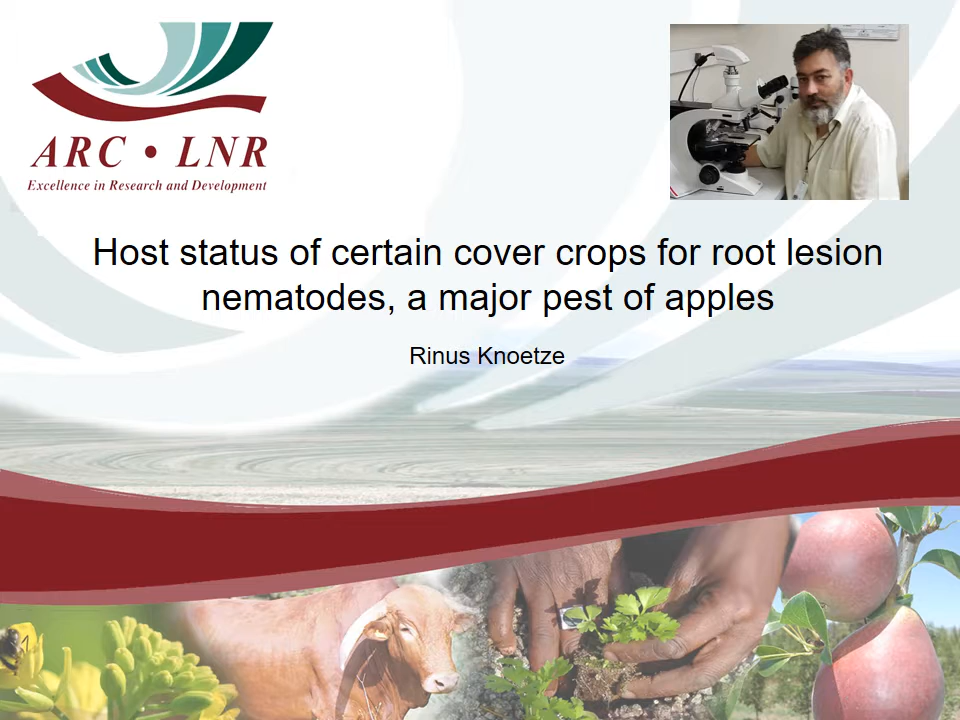 ARC • LNR
Excellence in Research and Development
Host status of certain cover crops for root lesion
nematodes, a major pest of apples
Rinus Knoetze